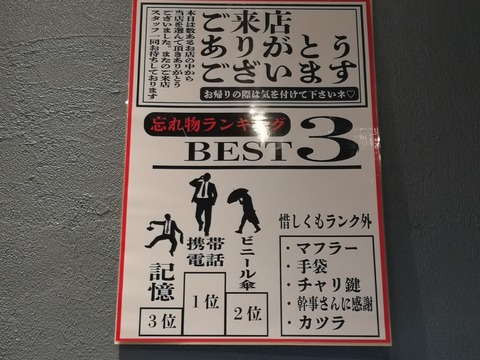 ご来店
ありがとう
ございます
本日は数あるお店の中から
当店を選んで頂きありがとう
ございました。またのご来店
スタッフ一同お待ちしております
お帰りの際は気を付けて下さいネ♡
忘れ物ランキング
BEST3
記憶
3位
携帯電話
1位
ビニール傘
2位
惜しくもランク外
・マフラー
・手袋
・チャリ鍵
・幹事さんに感謝
・カツラ